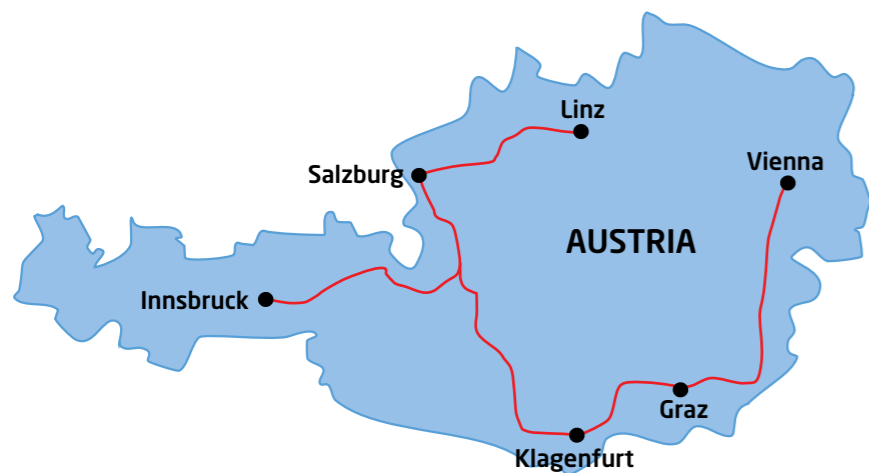 Linz
Vienna
Salzburg
AUSTRIA
Innsbruck
Graz
Klagenfurt